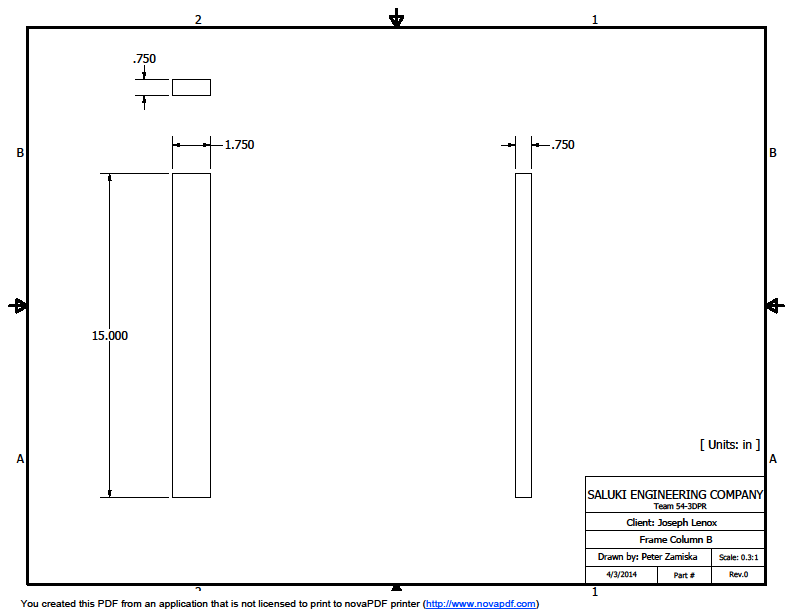 2 1
.750
1.750 .750
B B
15.000
[ Units: in ]
A A
SALUKI ENGINEERING COMPANY
Team 54-3DPR
Client: Joseph Lenox
Frame Column B
Drawn by: Peter Zamiska Scale: 0.3:1
4/3/2014 Part # Rev.0
2 1
You created this PDF from an application that is not licensed to print to novaPDF printer (http://www.novapdf.com)